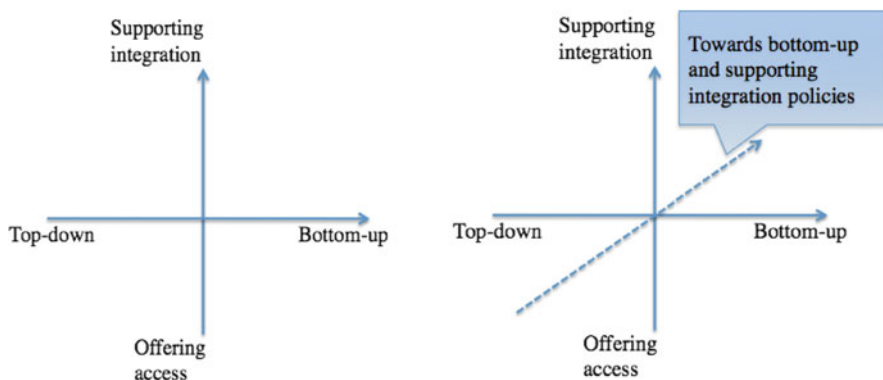 Supporting
integration
Top-down
Bottom-up
Offering
access
Supporting
integration
Towards bottom-up
and supporting
integration policies
Top-down
Bottom-up
Offering
access